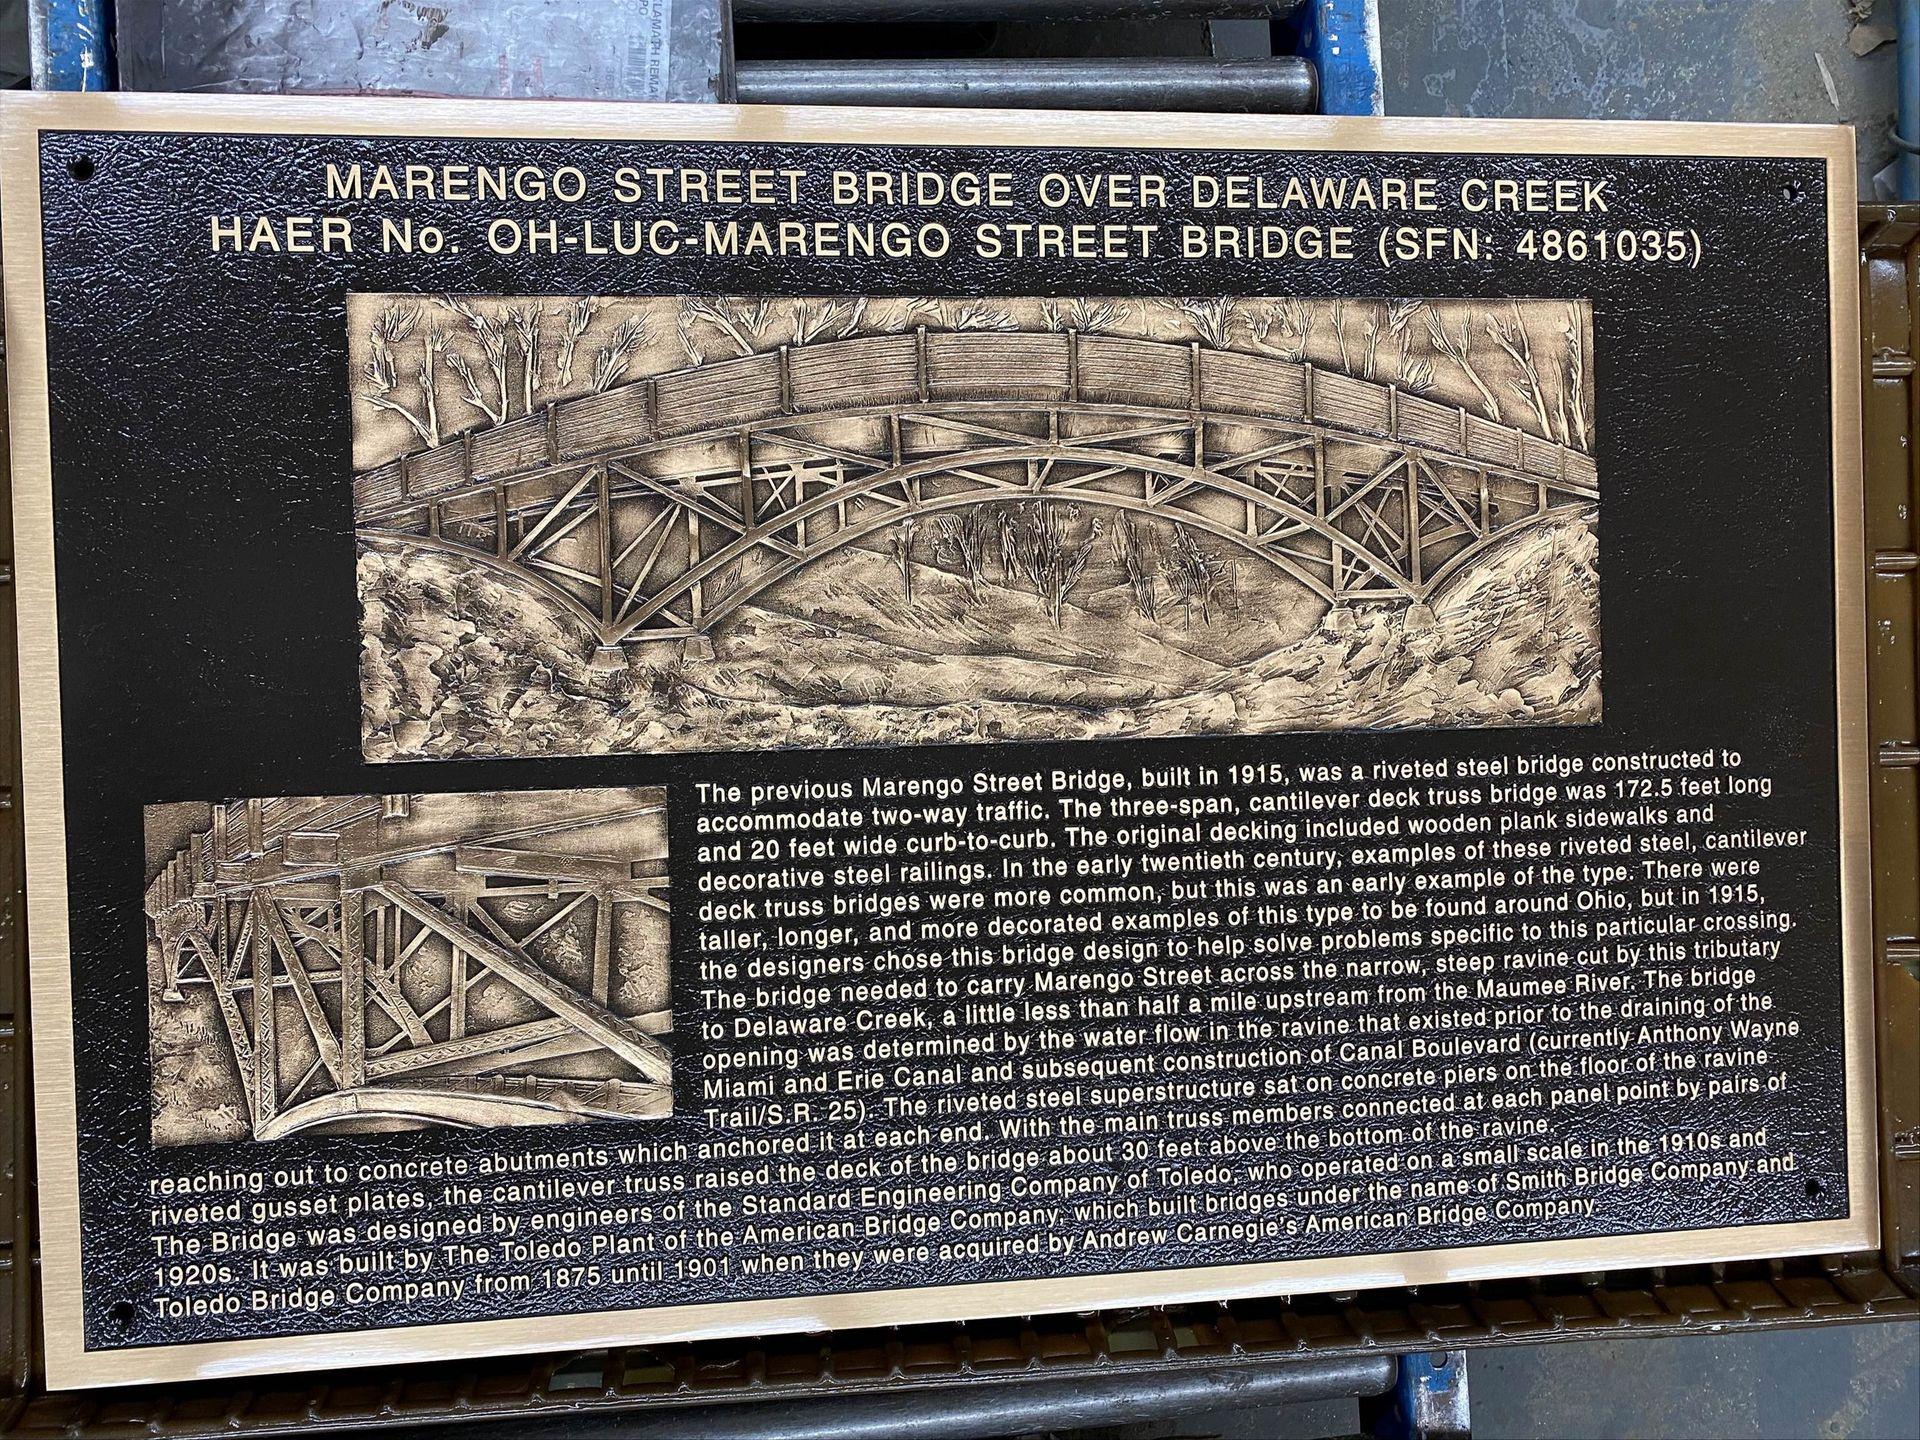 MARENGO STREET BRIDGE OVER DELAWARE CREEK
HAER No. OH-LUC-MARENGO STREET BRIDGE (SFN: 4861035)
The previous Marengo Street Bridge, built in 1915, was a riveted steel bridge constructed to
accommodate two-way traffic. The three-span, cantilever deck truss bridge was 172.5 feet long
and 20 feet wide curb-to-curb. The original decking included wooden plank sidewalks and
decorative steel railings. In the early twentieth century, examples of these riveted steel, cantilever
deck truss bridges were more common, but this was an early example of the type. There were
taller, longer, and more decorated examples of this type to be found around Ohio, but in 1915,
the designers chose this bridge design to help solve problems specific to this particular crossing.
The bridge needed to carry Marengo Street across the narrow, steep ravine cut by this tributary
to Delaware Creek, a little less than half a mile upstream from the Maumee River. The bridge
opening was determined by the water flow in the ravine that existed prior to the draining of the
Miami and Erie Canal and subsequent construction of Canal Boulevard (currently Anthony Wayne
Trail/S.R. 25). The riveted steel superstructure sat on concrete piers on the floor of the ravine
reaching out to concrete abutments which anchored it at each end. With the main truss members connected at each panel point by pairs of
riveted gusset plates, the cantilever truss raised the deck of the bridge about 30 feet above the bottom of the ravine.
The Bridge was designed by engineers of the Standard Engineering Company of Toledo, who operated on a small scale in the 1910s and
1920s. It was built by The Toledo Plant of the American Bridge Company, which built bridges under the name of Smith Bridge Company and
Toledo Bridge Company from 1875 until 1901 when they were acquired by Andrew Carnegie's American Bridge Company.